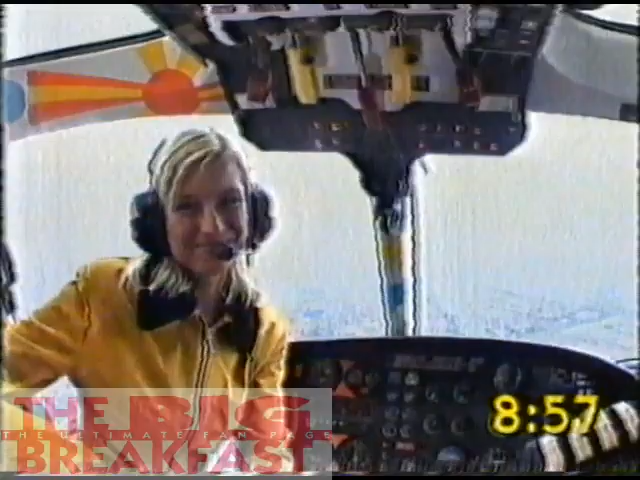 THE BIG
THE ULTIMATE FAN PAGE
BREAKFAST
8:57